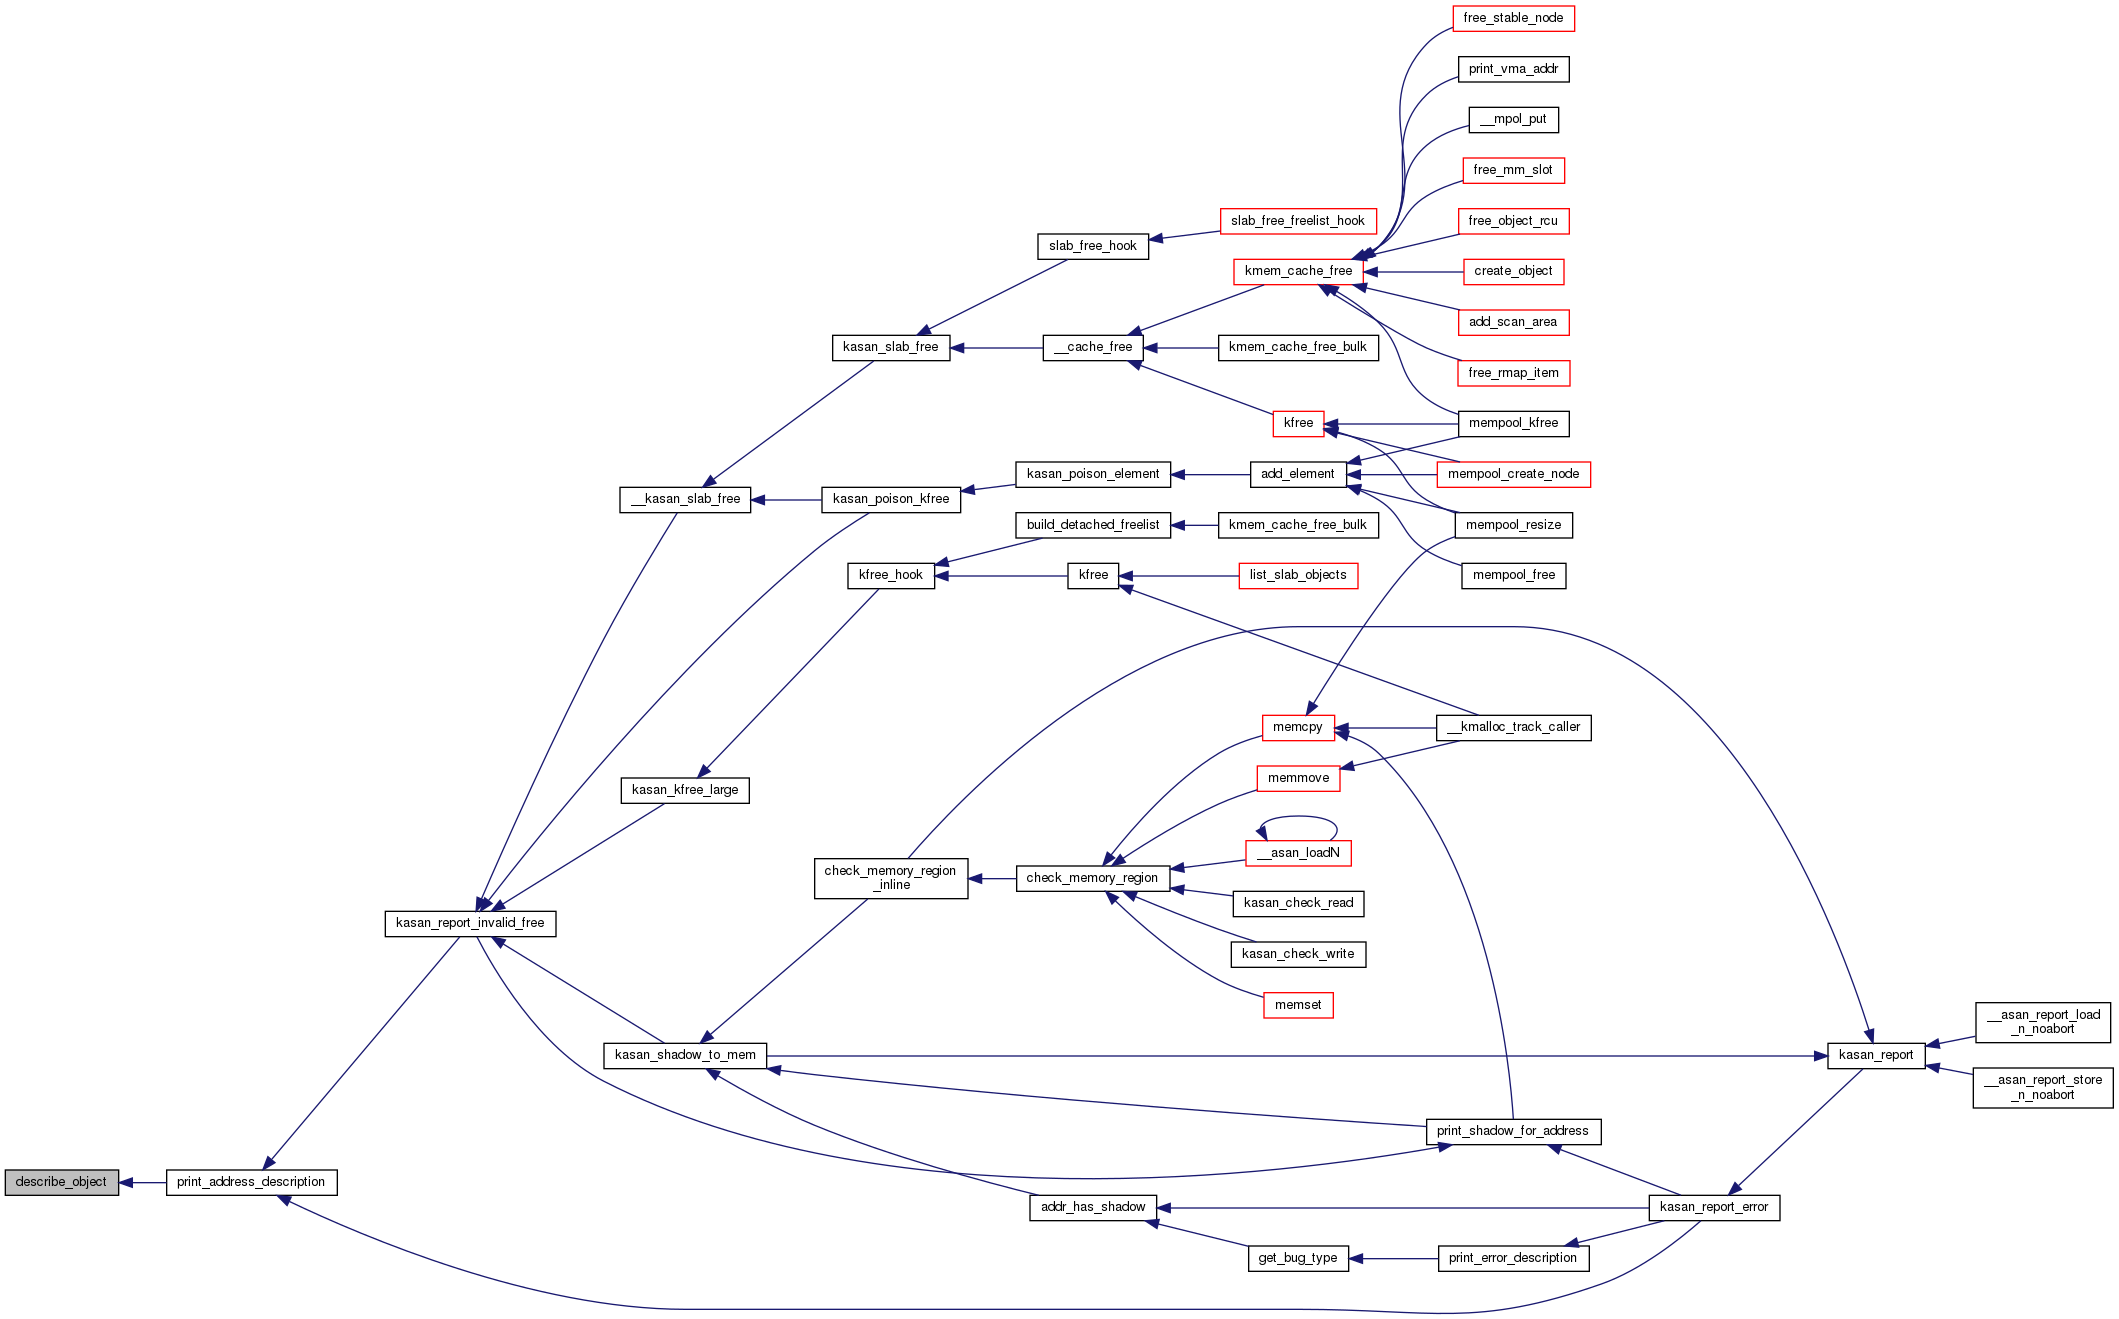 free_stable_node
print_vma_addr
__mpol_put
free_mm_slot
slab_free_freelist_hook
free_object_rcu
slab_free_hook
kmem_cache_free
create_object
add_scan_area
kasan_slab_free
__cache_free
kmem_cache_free_bulk
free_rmap_item
kfree
mempool_kfree
kasan_poison_element
add_element
mempool_create_node
__kasan_slab_free
kasan_poison_kfree
build_detached_freelist
kmem_cache_free_bulk
mempool_resize
kfree_hook
kfree
list_slab_objects
mempool_free
memcpy
__kmalloc_track_caller
kasan_kfree_large
memmove
__asan_loadN
check_memory_region
_inline
check_memory_region
kasan_check_read
kasan_report_invalid_free
kasan_check_write
memset
__asan_report_load
_n_noabort
kasan_shadow_to_mem
kasan_report
__asan_report_store
_n_noabort
print_shadow_for_address
describe_object
print_address_description
addr_has_shadow
kasan_report_error
get_bug_type
print_error_description